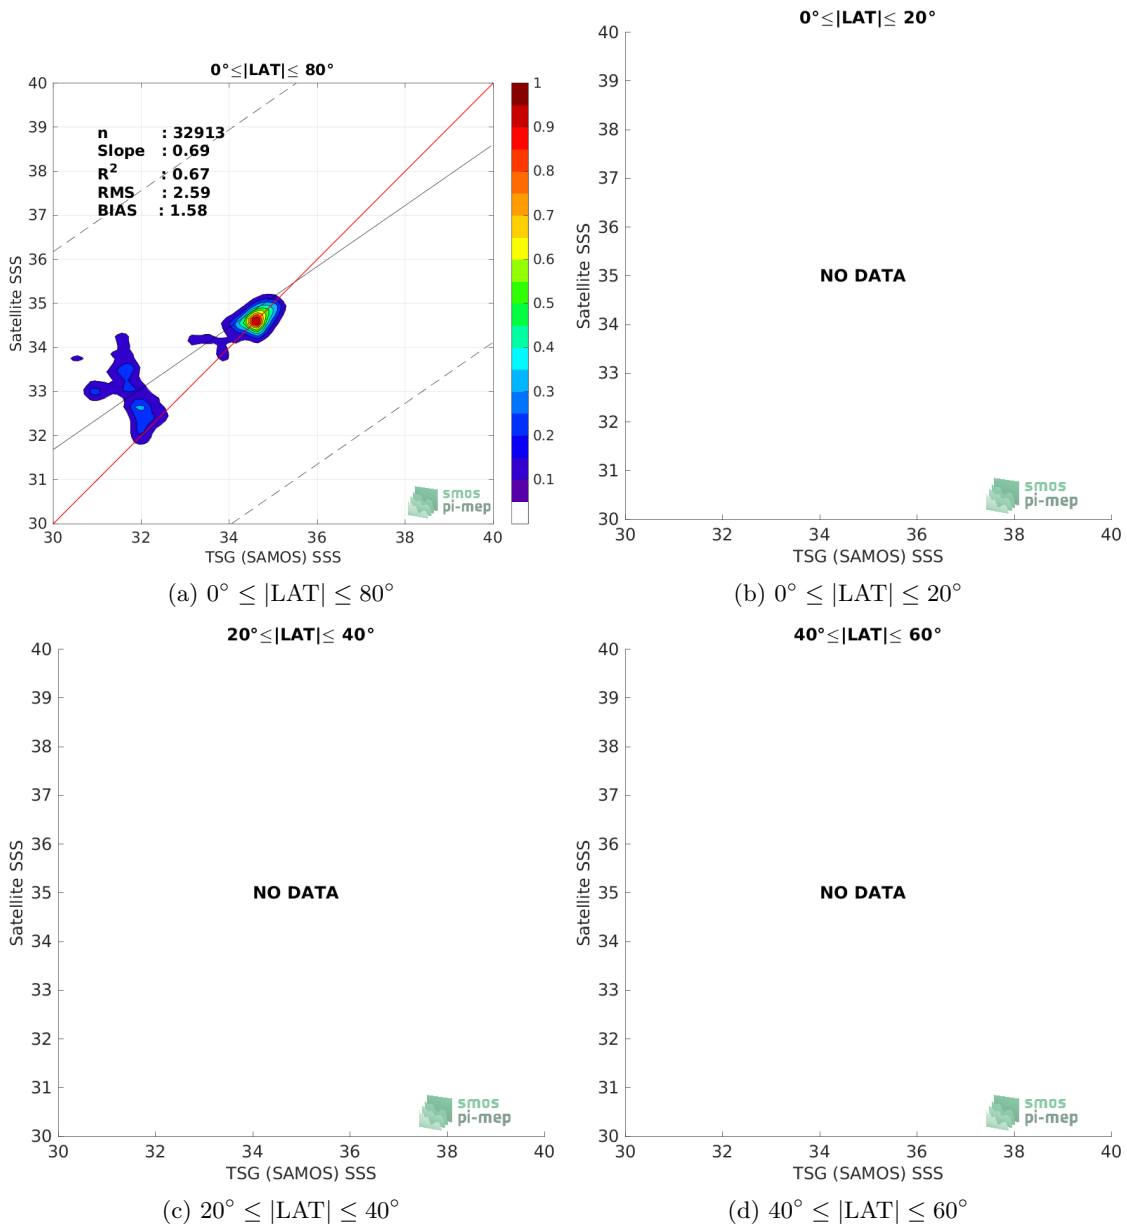 0°≤|LAT|≤ 80°
40
39
38
37
36
35
34
33
32
31
30
Satellite SSS
n : 32913
Slope : 0.69
R² : 0.67
RMS : 2.59
BIAS : 1.58
smos
pi-mep
30 32 34 36 38 40
TSG (SAMOS) SSS
1
0.9
0.8
0.7
0.6
0.5
0.4
0.3
0.2
0.1
(a) 0° ≤ |LAT| ≤ 80°
0°≤|LAT|≤ 20°
40
39
38
37
36
35
34
33
32
31
30
Satellite SSS
NO DATA
smos
pi-mep
30 32 34 36 38 40
TSG (SAMOS) SSS
(b) 0° ≤ |LAT| ≤ 20°
20°≤|LAT|≤ 40°
40
39
38
37
36
35
34
33
32
31
30
Satellite SSS
NO DATA
smos
pi-mep
30 32 34 36 38 40
TSG (SAMOS) SSS
(c) 20° ≤ |LAT| ≤ 40°
40°≤|LAT|≤ 60°
40
39
38
37
36
35
34
33
32
31
30
Satellite SSS
NO DATA
smos
pi-mep
30 32 34 36 38 40
TSG (SAMOS) SSS
(d) 40° ≤ |LAT| ≤ 60°